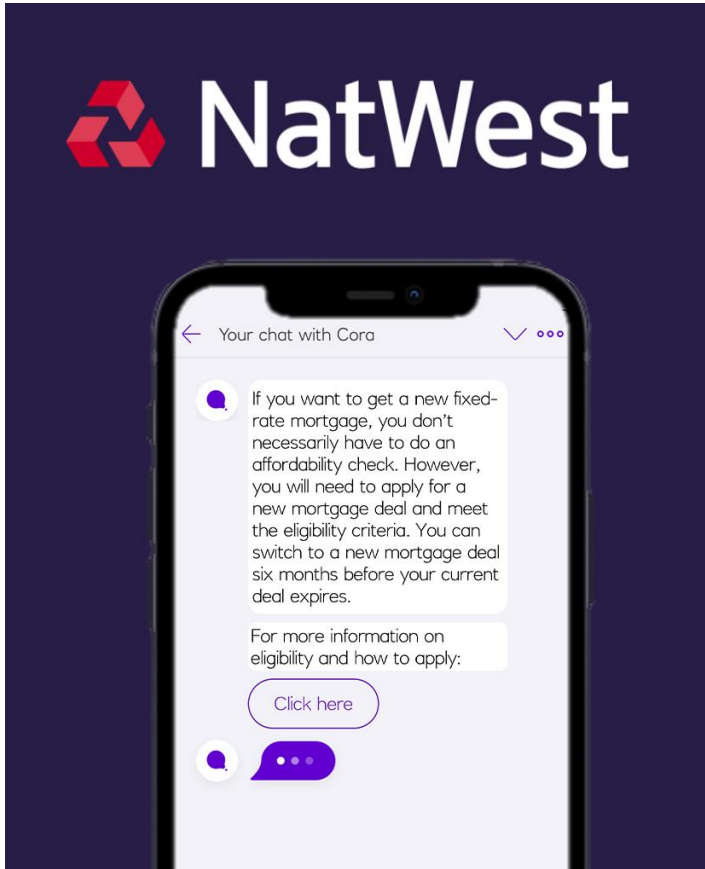 NatWest
Your chat with Cora
If you want to get a new fixed-
rate mortgage, you don't
necessarily have to do an
affordability check. However,
you will need to apply for a
new mortgage deal and meet
the eligibility criteria. You can
switch to a new mortgage deal
six months before your current
deal expires.
For more information on
eligibility and how to apply:
Click here